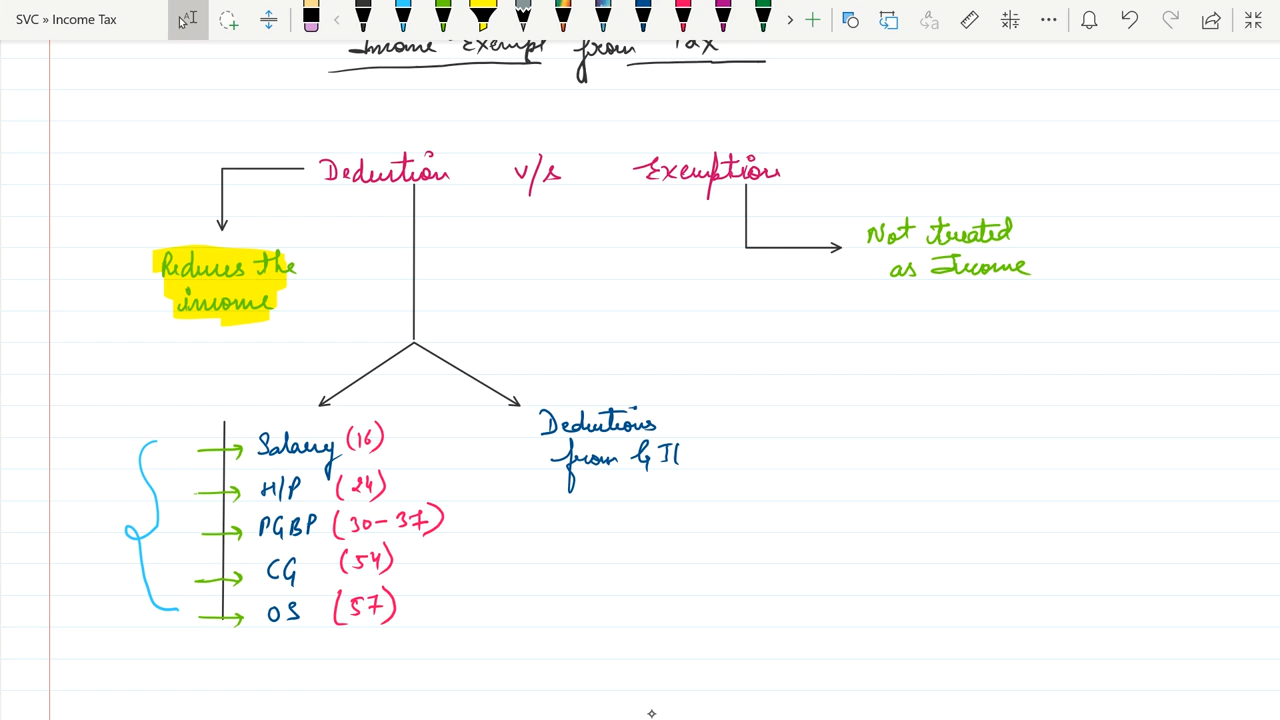 SVC » Income Tax
Income Exempt from Tax
Deduction v/s Exemption
Not treated
as Income
Reduces the
income
Deductions
from G TI
Salary (16)
H/P (24)
PGBP (30-37)
CG (54)
OS (57)